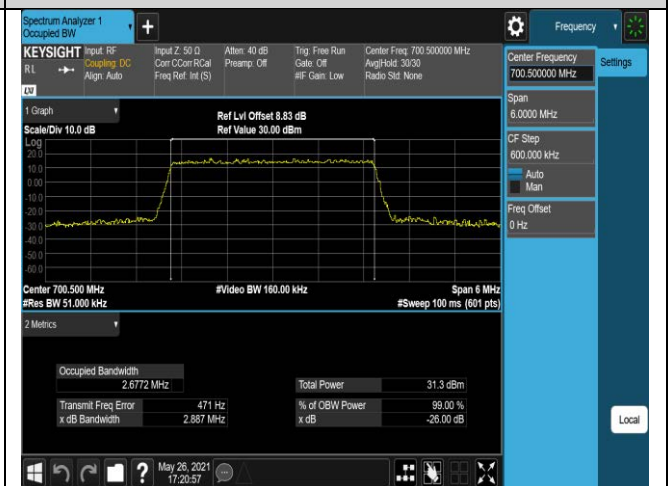 Spectrum Analyzer 1
Occupied BW
+
Frequency
KEYSIGHT
RL
LXI
Input: RF
Coupling: DC
Align: Auto
Input Z: 50 Ω
Corr CCorr RCal
Freq Ref: Int (S)
Atten: 40 dB
Preamp: Off
Trig: Free Run
Gate: Off
#IF Gain: Low
Center Freq: 700.500000 MHz
Avg|Hold: 30/30
Radio Std: None
Center Frequency
700.500000 MHz
Settings
Span
6.0000 MHz
CF Step
600.000 kHz
Auto
Man
Freq Offset
0 Hz
Local
1 Graph
Scale/Div 10.0 dB
Ref Lvl Offset 8.83 dB
Ref Value 30.00 dBm
Log
20.0
10.0
0.00
-10.0
-20.0
-30.0
-40.0
-50.0
-60.0
Center 700.500 MHz
#Res BW 51.000 kHz
#Video BW 160.00 kHz
Span 6 MHz
#Sweep 100 ms (601 pts)
2 Metrics
Occupied Bandwidth
2.6772 MHz
Total Power 31.3 dBm
Transmit Freq Error 471 Hz
% of OBW Power 99.00 %
x dB Bandwidth 2.887 MHz
x dB -26.00 dB
?
May 26, 2021
17:20:57